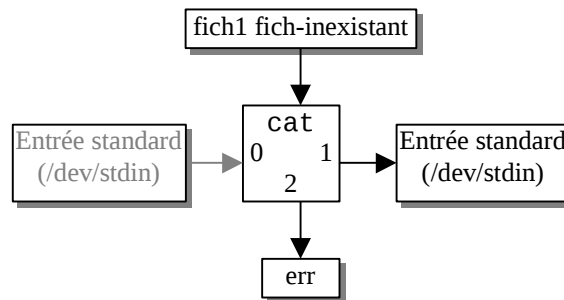 fich1 fich-inexistant
cat
Entrée standard
(/dev/stdin)
0
1
2
Entrée standard
(/dev/stdin)
err